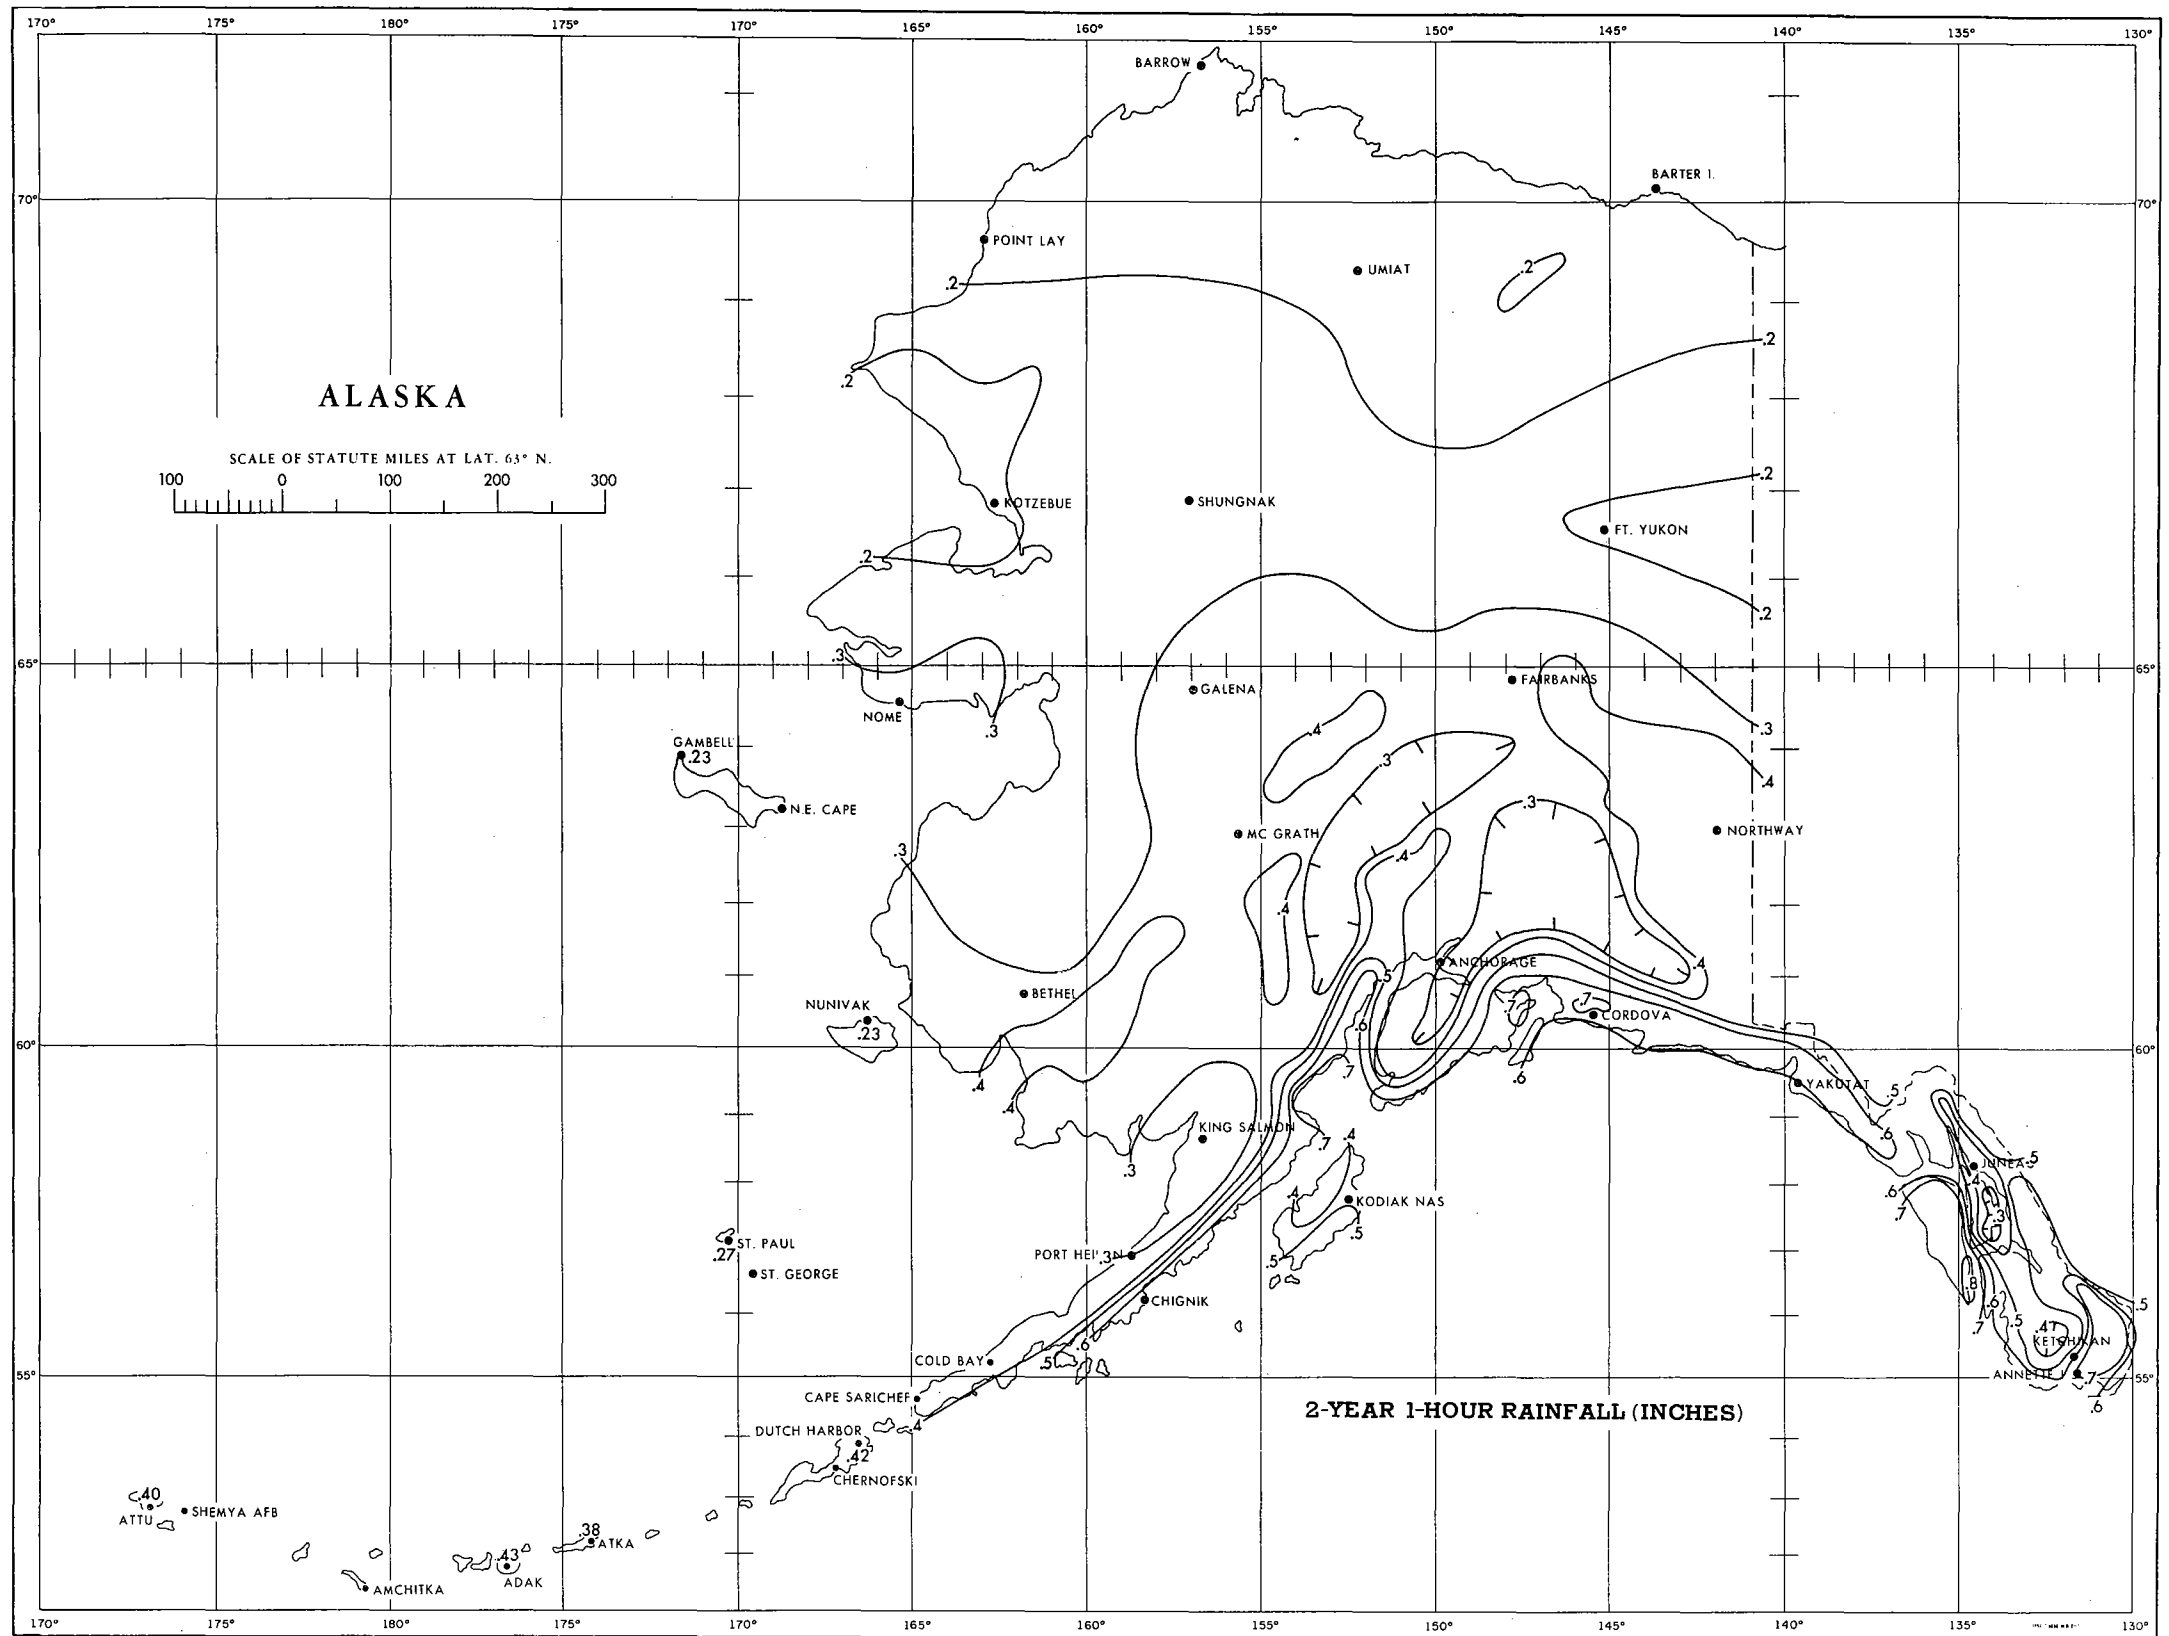 170° 175° 180° 175° 170° 165° 160° 155° 150° 145° 140° 135° 130°
BARROW
BARTER I.
70° 70°
POINT LAY
UMIAT
.2
.2
.2
.2
ALASKA
SCALE OF STATUTE MILES AT LAT. 63° N.
100 0 100 200 300
.2
KOTZEBUE
SHUNGNAK
FT. YUKON
.2
.2
65° .3 65°
GALENA
FAIRBANKS
NOME
.3
.4
.3
GAMBELL
.23
.3
.4
N.E. CAPE
.3
MC GRATH
NORTHWAY
.3
.4
.4
ANCHORAGE
.4
.5
BETHEL
NUNIVAK
.23
.7
.7
CORDOVA
.6
60° 60°
.4
.7
.6
YAKUTAT
.5
.4
KING SALMON
.7
.4
.6
.3
.5
JUNEAU
.4
.4
KODIAK NAS
.6
.7
.3
.5
ST. PAUL
.27
PORT HEIDEN
.3
.5
ST. GEORGE
.8
CHIGNIK
.6
.5
.5
.7
.47
.6
KETCHIKAN
COLD BAY
.5
ANNETTE I.
.7
55° 55°
CAPE SARICHEF
.6
.4
2-YEAR 1-HOUR RAINFALL (INCHES)
DUTCH HARBOR
.42
CHERNOFSKI
.40
ATTU
SHEMYA AFB
.38
ATKA
.43
ADAK
AMCHITKA
170° 175° 180° 175° 170° 165° 160° 155° 150° 145° 140° 135° 130°